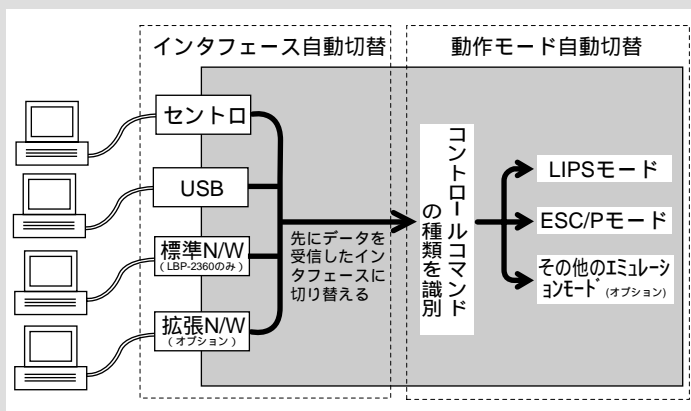 インタフェース自動切替
動作モード自動切替
セントロ
USB
標準N/W
(LBP-2360のみ)
拡張N/W
(オプション)
先にデータを
受信したイン
タフェースに
切り替える
コントロールコマンド
の種類を識別
LIPSモード
ESC/Pモード
その他のエミュレーシ
ョンモード(オプション)